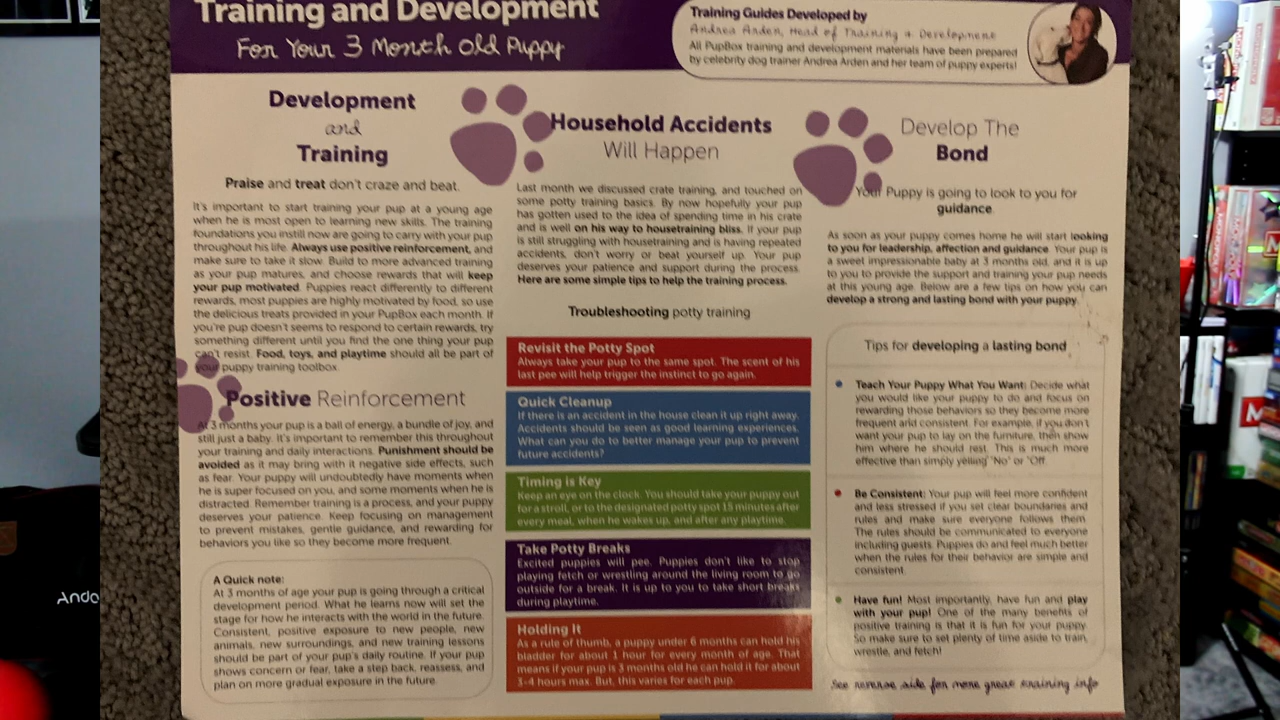 Training and Development
For Your 3 Month Old Puppy
Training Guides Developed by
Andrea Arden, Head of Training & Development
All PupBox training and development materials have been prepared
by celebrity dog trainer Andrea Arden and her team of puppy experts!
Development
and
Training
Praise and treat don't craze and beat.
It's important to start training your pup at a young age
when he is most open to learning new skills. The training
foundations you instill now are going to carry with your pup
throughout his life. Always use positive reinforcement, and
make sure to take it slow. Build to more advanced training
as your pup matures, and choose rewards that will keep
your pup motivated. Puppies react differently to different
rewards, most puppies are highly motivated by food, so use
the delicious treats provided in your PupBox each month. If
you're pup doesn't seems to respond to certain rewards, try
something different until you find the one thing your pup
can't resist. Food, toys, and playtime should all be part of
your puppy training toolbox.
Positive Reinforcement
At 3 months your pup is a ball of energy, a bundle of joy, and
still just a baby. It's important to remember this throughout
your training and daily interactions. Punishment should be
avoided as it may bring with it negative side effects, such
as fear. Your puppy will undoubtedly have moments when
he is super focused on you, and some moments when he is
distracted. Remember training is a process, and your puppy
deserves your patience. Keep focusing on management
to prevent mistakes, gentle guidance, and rewarding for
behaviors you like so they become more frequent.
A Quick note:
At 3 months of age your pup is going through a critical
development period. What he learns now will set the
stage for how he interacts with the world in the future.
Consistent, positive exposure to new people, new
animals, new surroundings, and new training lessons
should be part of your pup's daily routine. If your pup
shows concern or fear, take a step back, reassess, and
plan on more gradual exposure in the future.
Household Accidents
Will Happen
Last month we discussed crate training, and touched on
some potty training basics. By now hopefully your pup
has gotten used to the idea of spending time in his crate
and is well on his way to housetraining bliss. If your pup
is still struggling with housetraining and is having repeated
accidents, don't worry or beat yourself up. Your pup
deserves your patience and support during the process.
Here are some simple tips to help the training process.
Troubleshooting potty training
Revisit the Potty Spot
Always take your pup to the same spot. The scent of his
last pee will help trigger the instinct to go again.
Quick Cleanup
If there is an accident in the house clean it up right away.
Accidents should be seen as good learning experiences.
What can you do to better manage your pup to prevent
future accidents?
Timing is Key
Keep an eye on the clock. You should take your puppy out
for a stroll, or to the designated potty spot 15 minutes after
every meal, when he wakes up, and after any playtime.
Take Potty Breaks
Excited puppies will pee. Puppies don't like to stop
playing fetch or wrestling around the living room to go
outside for a break. It is up to you to take short breaks
during playtime.
Holding It
As a rule of thumb, a puppy under 6 months can hold his
bladder for about 1 hour for every month of age. That
means if your pup is 3 months old he can hold it for about
3-4 hours max. But, this varies for each pup.
Develop The
Bond
Your Puppy is going to look to you for
guidance.
As soon as your puppy comes home he will start looking
to you for leadership, affection and guidance. Your pup is
a sweet impressionable baby at 3 months old, and it is up
to you to provide the support and training your pup needs
at this young age. Below are a few tips on how you can
develop a strong and lasting bond with your puppy.
Tips for developing a lasting bond
Teach Your Puppy What You Want: Decide what
you would like your puppy to do and focus on
rewarding those behaviors so they become more
frequent and consistent. For example, if you don't
want your pup to lay on the furniture, then show
him where he should rest. This is much more
effective than simply yelling "No" or "Off".
Be Consistent: Your pup will feel more confident
and less stressed if you set clear boundaries and
rules and make sure everyone follows them.
The rules should be communicated to everyone
including guests. Puppies do and feel much better
when the rules for their behavior are simple and
consistent.
Have fun! Most importantly, have fun and play
with your pup! One of the many benefits of
positive training is that it is fun for your puppy.
So make sure to set plenty of time aside to train,
wrestle, and fetch!
See reverse side for more great training info
Ando